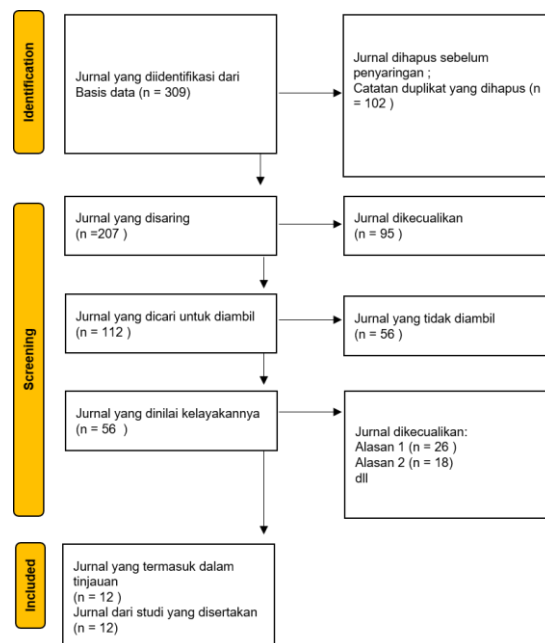 Identification
Jurnal yang diidentifikasi dari
Basis data (n = 309)
Jurnal dihapus sebelum
penyaringan ;
Catatan duplikat yang dihapus (n
= 102 )
Screening
Jurnal yang disaring
(n =207 )
Jurnal dikecualikan
(n = 95 )
Jurnal yang dicari untuk diambil
(n = 112 )
Jurnal yang tidak diambil
(n = 56 )
Jurnal yang dinilai kelayakannya
(n = 56 )
Jurnal dikecualikan:
Alasan 1 (n = 26 )
Alasan 2 (n = 18)
dll
Included
Jurnal yang termasuk dalam
tinjauan
(n = 12 )
Jurnal dari studi yang disertakan
(n = 12)